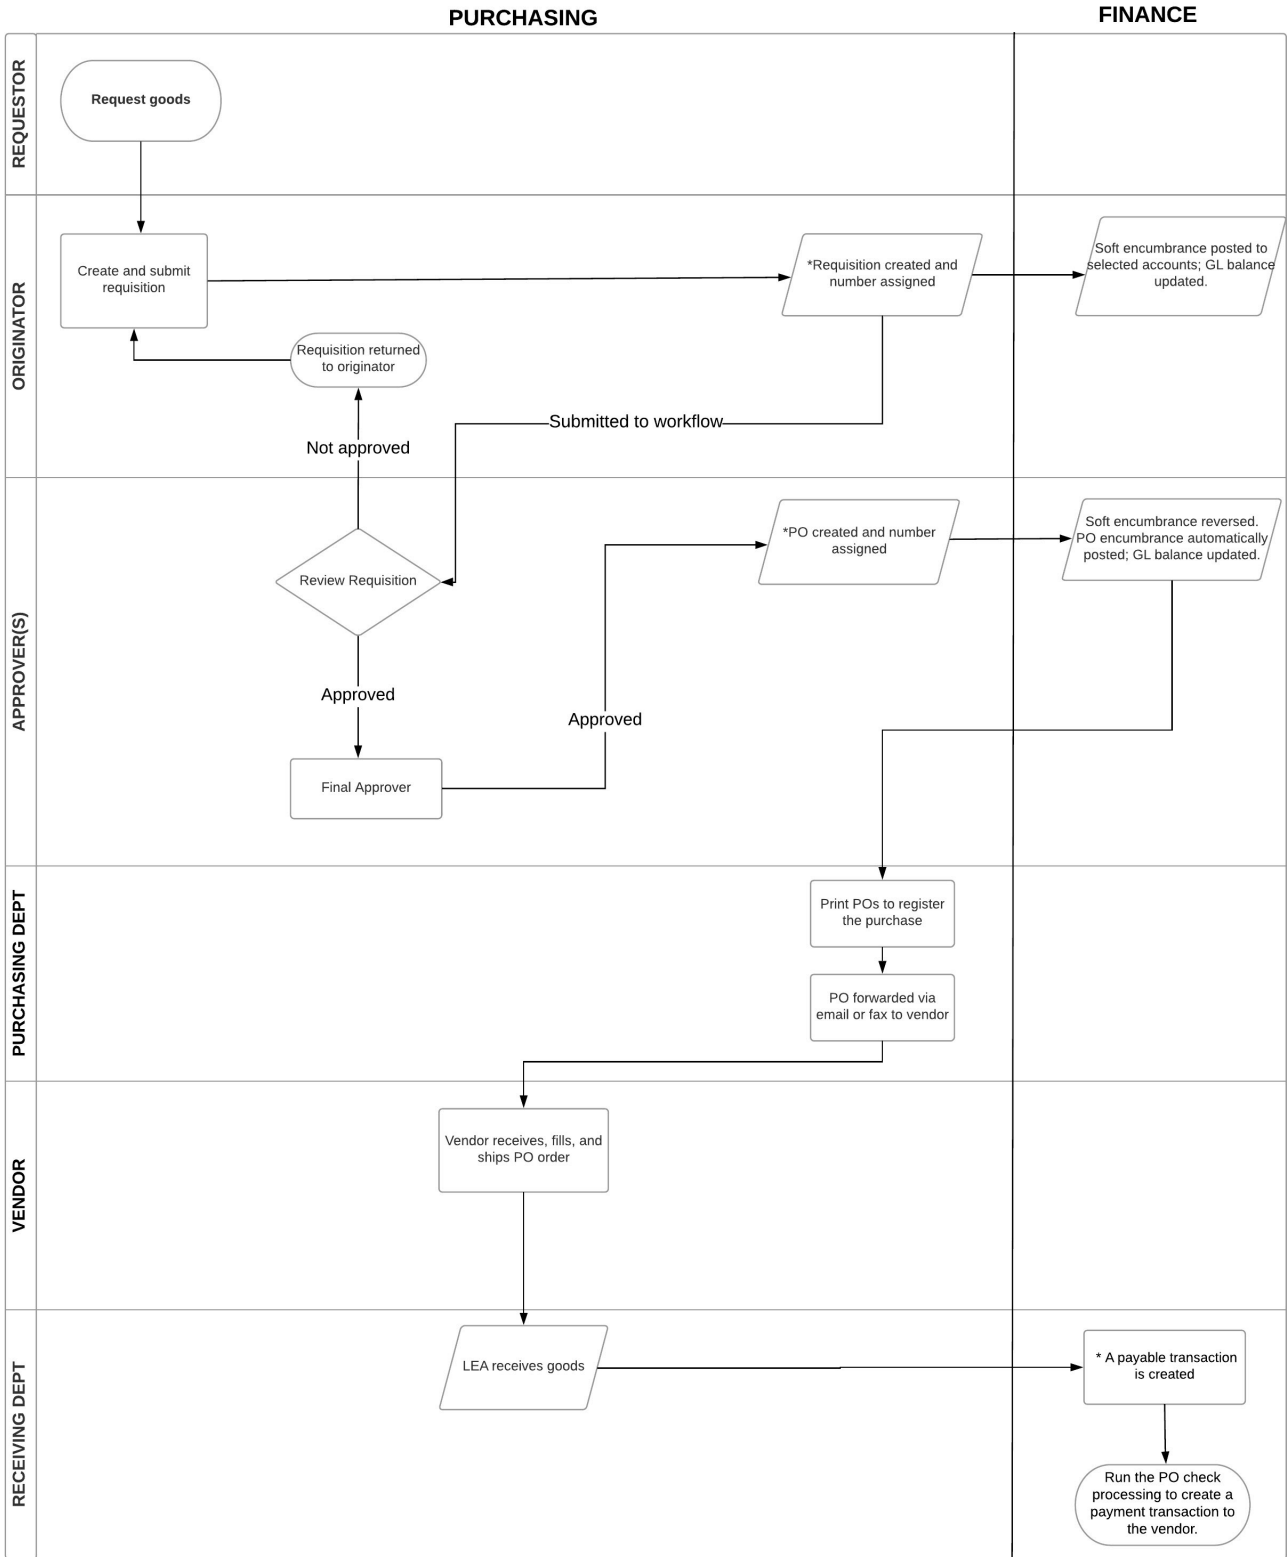 PURCHASING
FINANCE
REQUESTOR
Request goods
ORIGINATOR
Create and submit
requisition
*Requisition created and
number assigned
Soft encumbrance posted to
selected accounts; GL balance
updated.
Requisition returned
to originator
Submitted to workflow
Not approved
APPROVER(S)
*PO created and number
assigned
Soft encumbrance reversed.
PO encumbrance automatically
posted; GL balance updated.
Review Requisition
Approved
Approved
Final Approver
PURCHASING DEPT
Print POs to register
the purchase
PO forwarded via
email or fax to vendor
VENDOR
Vendor receives, fills, and
ships PO order
RECEIVING DEPT
LEA receives goods
* A payable transaction
is created
Run the PO check
processing to create a
payment transaction to
the vendor.